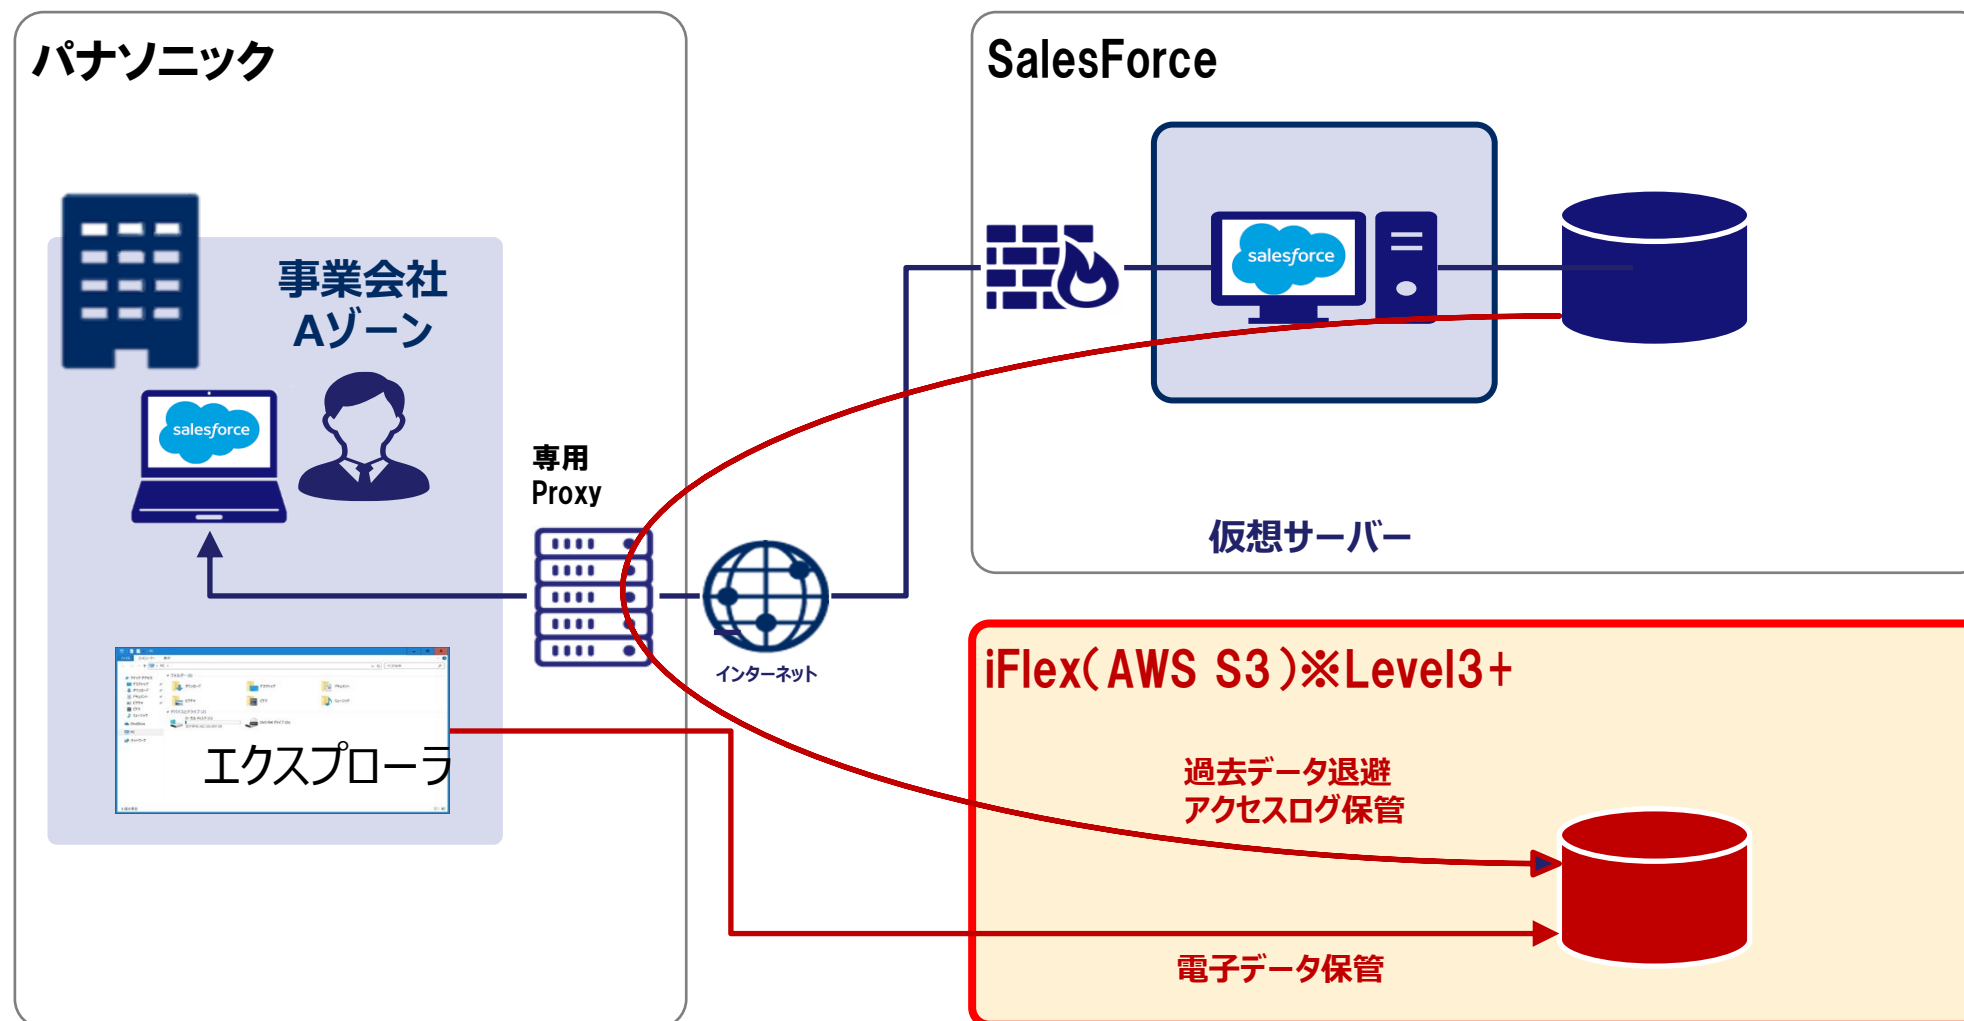 パナソニック
事業会社
Aゾーン
salesforce
専用
Proxy
インターネット
エクスプローラ
SalesForce
salesforce
仮想サーバー
iFlex(AWS S3)※Level3+
過去データ退避
アクセスログ保管
電子データ保管